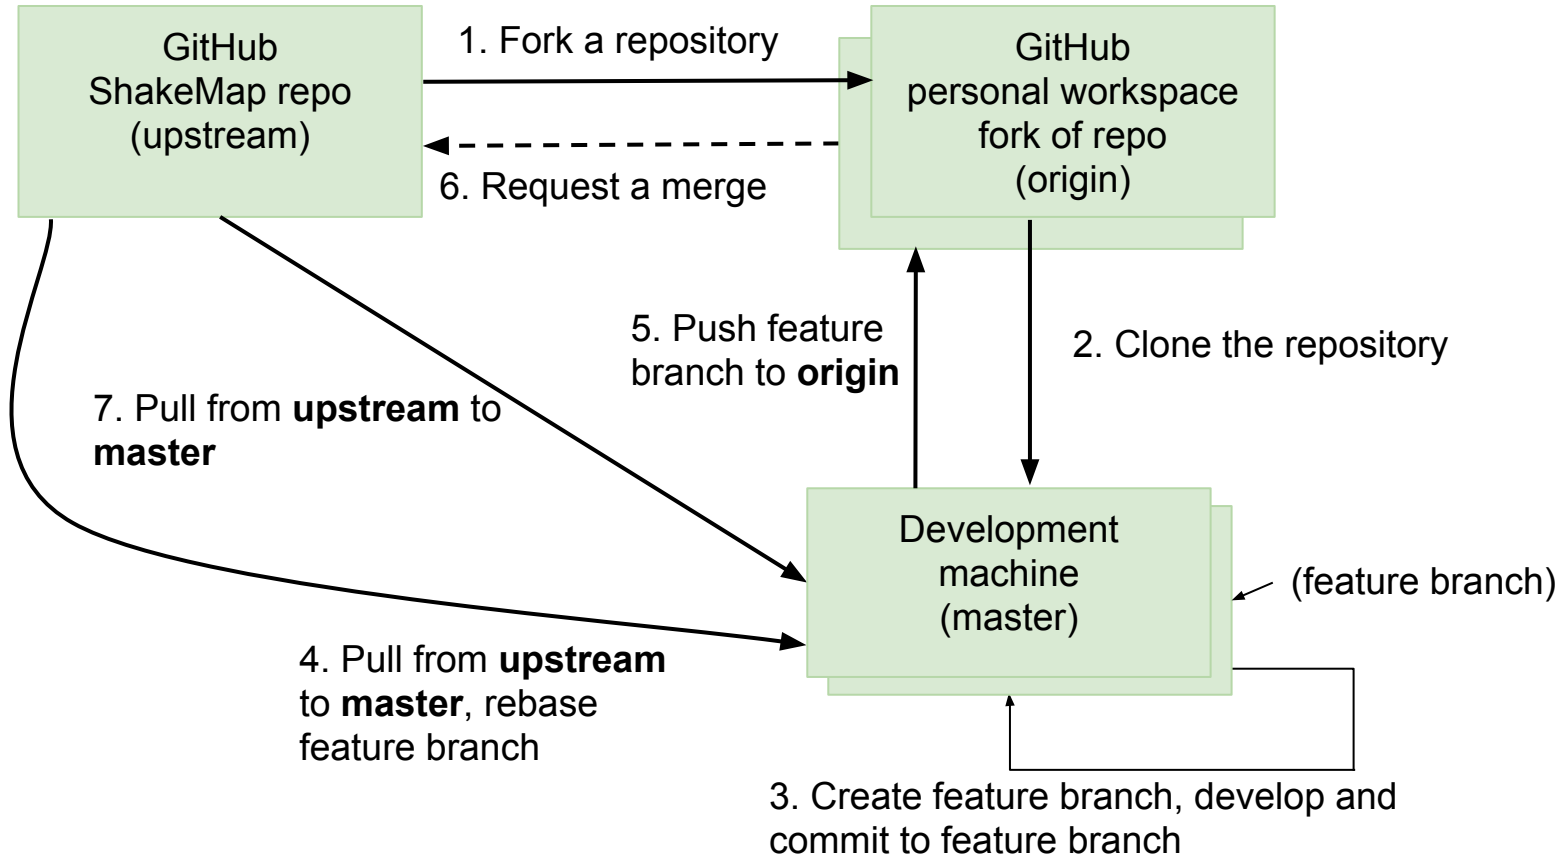 GitHub
ShakeMap repo
(upstream)
1. Fork a repository
6. Request a merge
GitHub
personal workspace
fork of repo
(origin)
5. Push feature
branch to origin
2. Clone the repository
7. Pull from upstream to
master
Development
machine
(master)
(feature branch)
4. Pull from upstream
to master, rebase
feature branch
3. Create feature branch, develop and
commit to feature branch